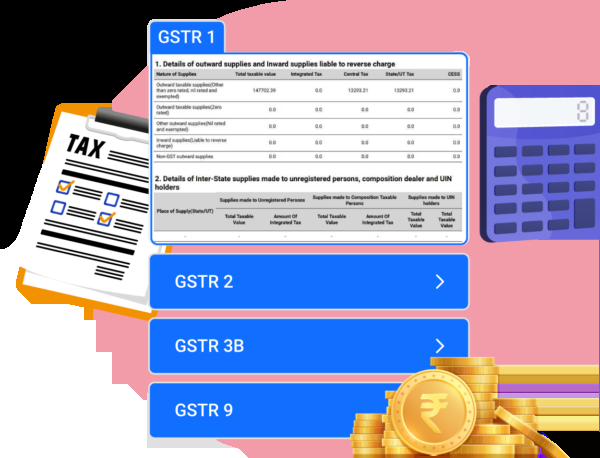 GSTR 1
1. Details of outward supplies and Inward supplies liable to reverse charge
Nature of Supplies Total taxable value Integrated Tax Central Tax State/UT Tax CESS
Outward taxable supplies(Other
than zero rated, nil rated and
exempted) 147702.39 0.0 13293.21 13293.21 0.0
Outward taxable supplies(Zero
rated) 0.0 0.0 0.0 0.0 0.0
Other outward supplies(Nil rated
and exempted) 0.0 0.0 0.0 0.0 0.0
Inward supplies(Liable to reverse
charge) 0.0 0.0 0.0 0.0 0.0
Non-GST outward supplies 0.0 0.0 0.0 0.0 0.0
2. Details of Inter-State supplies made to unregistered persons, composition dealer and UIN
holders
Place of Supply(State/UT) Supplies made to Unregistered Persons Supplies made to Composition Taxable
Persons Supplies made to UIN
holders
Total Taxable
Value Amount Of
Integrated Tax Total Taxable
Value Amount Of
Integrated Tax Total
Taxable
Value Total
Taxable
Value
- - - - - - -
TAX
8
GSTR 2
GSTR 3B
GSTR 9
₹